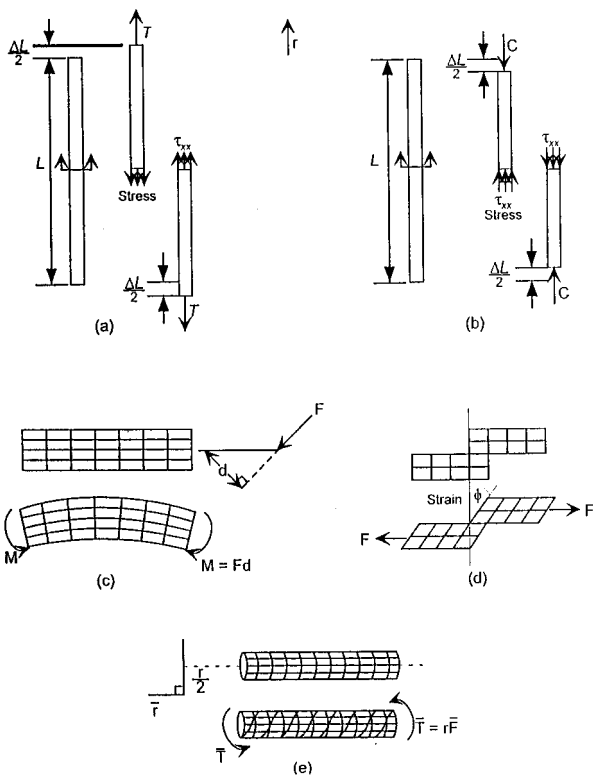 ΔL/2
T
r
L
τxx
Stress
ΔL/2
T
(a)
ΔL/2
C
L
τxx
τxx
Stress
ΔL/2
C
(b)
F
d
M
M = Fd
(c)
Strain
ϕ
F
F
(d)
r̅
r/2
T̅
T̅ = rF̅
(e)